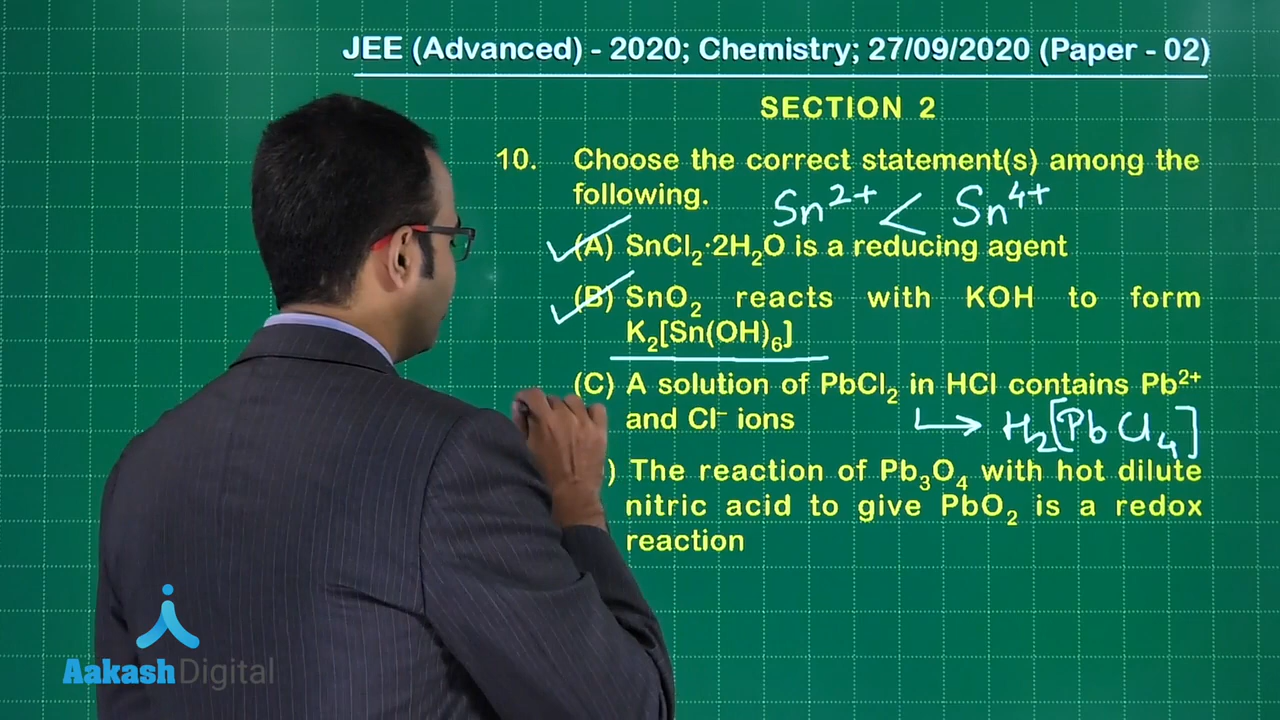 JEE (Advanced) - 2020; Chemistry; 27/09/2020 (Paper - 02)
SECTION 2
10. Choose the correct statement(s) among the
following. Sn²⁺ < Sn⁴⁺
(A) SnCl₂·2H₂O is a reducing agent
(B) SnO₂ reacts with KOH to form
K₂[Sn(OH)₆]
(C) A solution of PbCl₂ in HCl contains Pb²⁺
and Cl⁻ ions → H₂[PbCl₄]
) The reaction of Pb₃O₄ with hot dilute
nitric acid to give PbO₂ is a redox
reaction
Aakash Digital